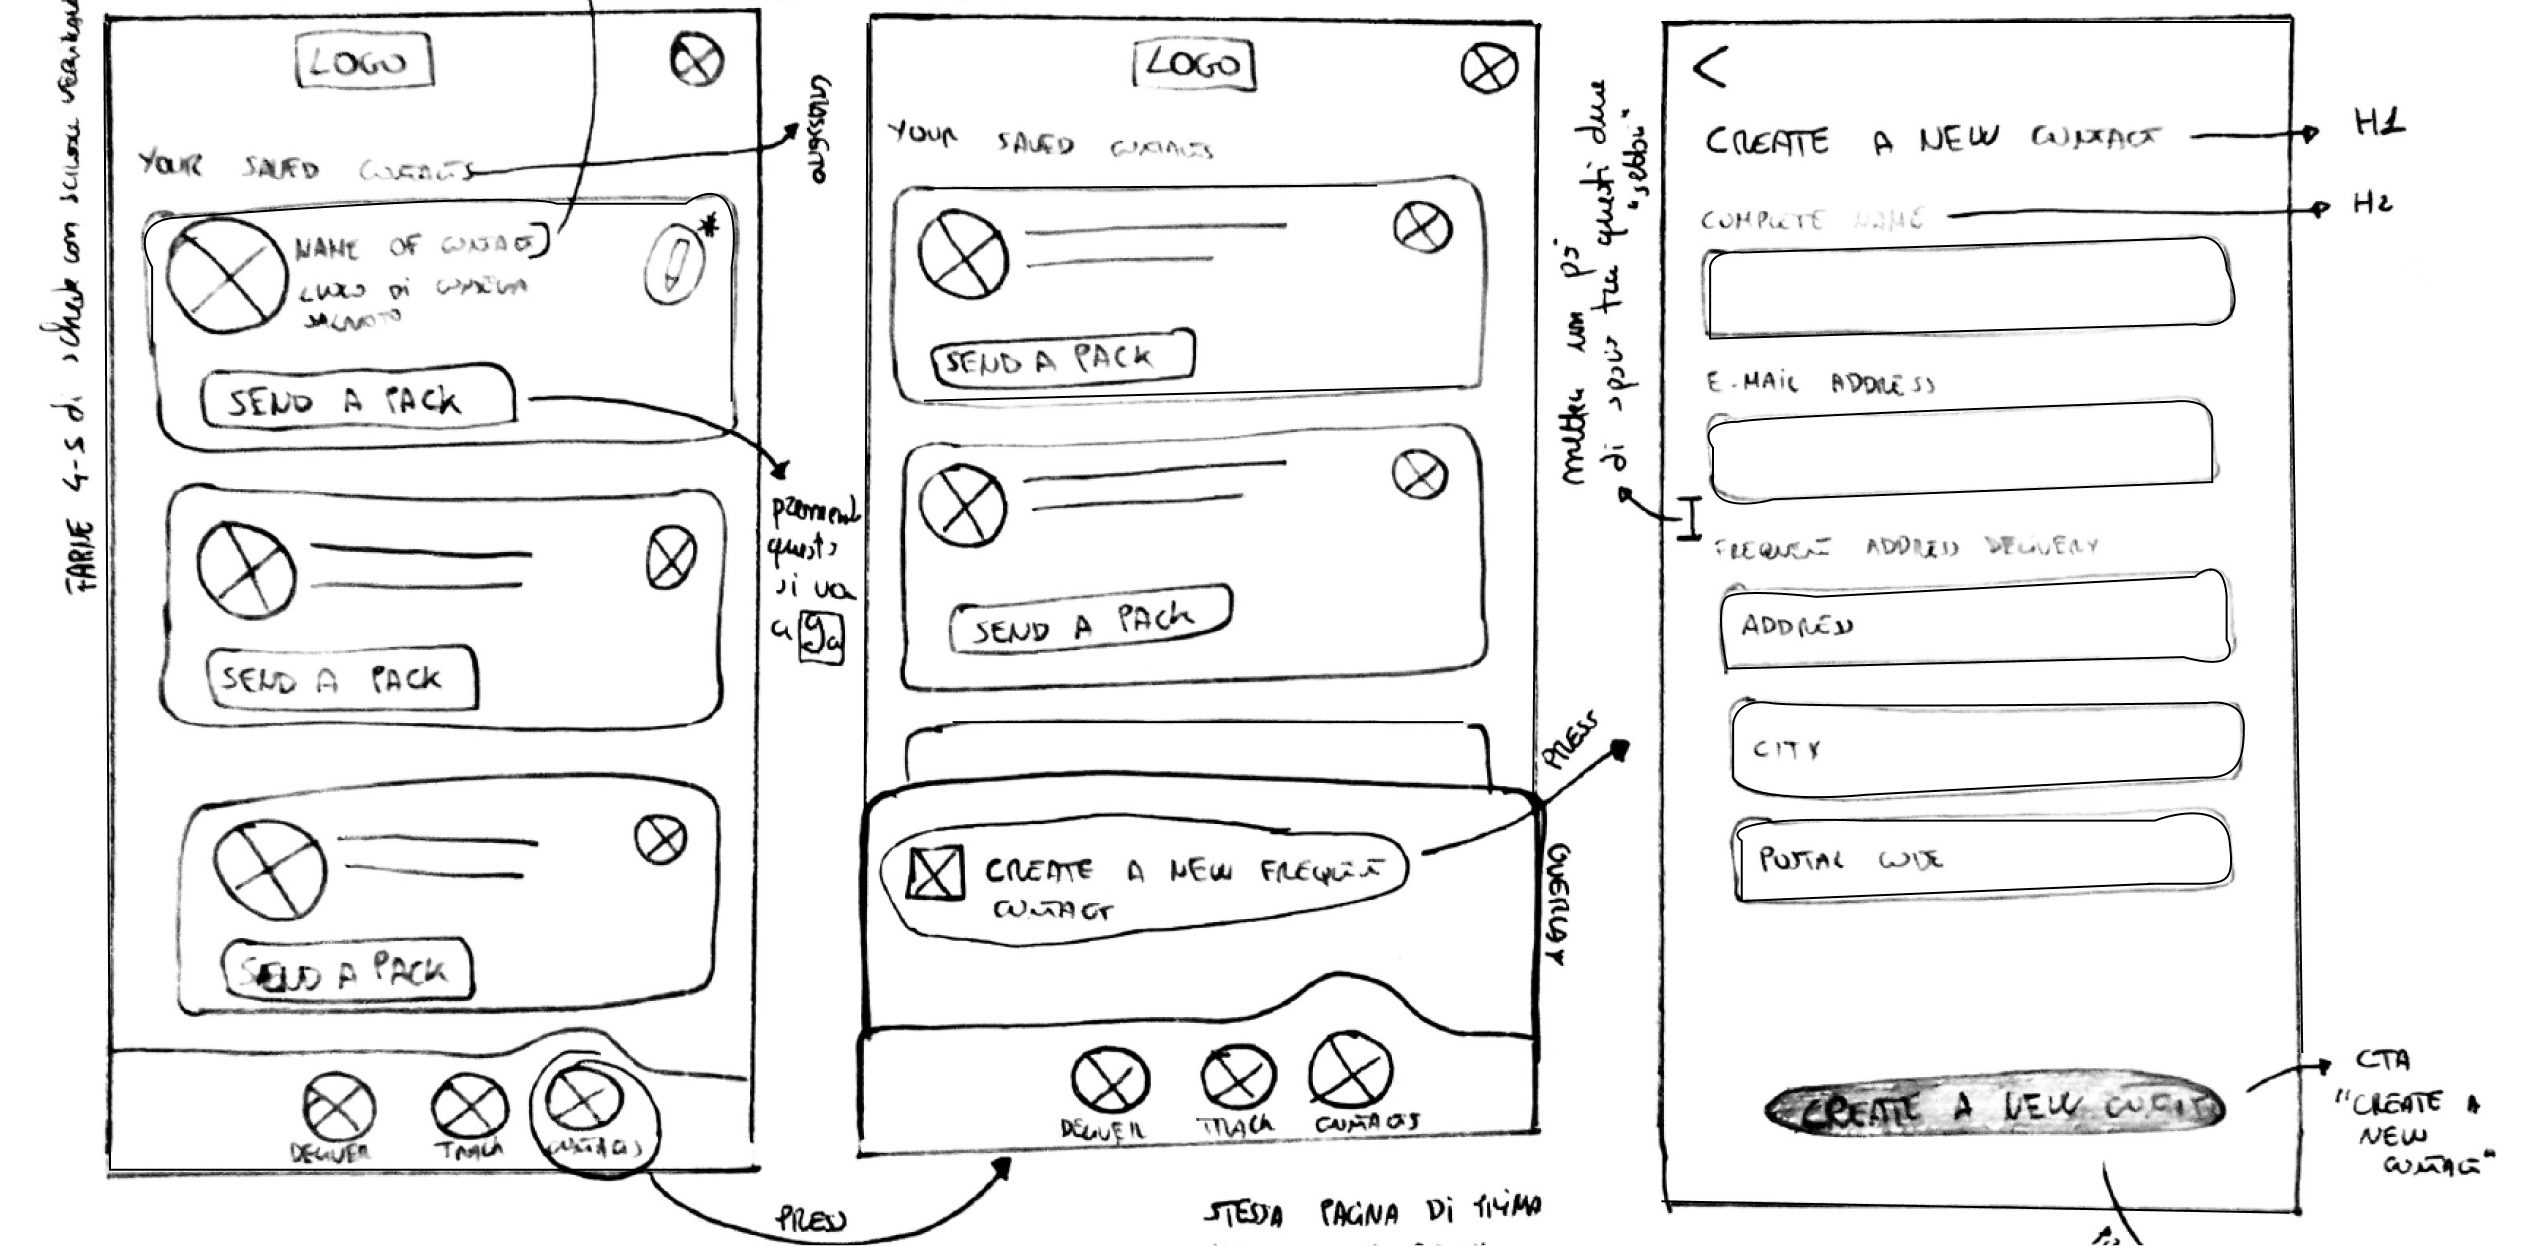 FARNE 4-5 di schede con scroll verticale
LOGO
YOUR SAVED CONTACTS
NAME OF CONTACT
LUOGO Di CONSEGNA
SALVATO
*
SEND A PACK
SEND A PACK
SEND A PACK
DELIVER
TRACK
CONTACTS
PRESS
premendo
questo
si va
a 9a
LOGO
YOUR SAVED CONTACTS
SEND A PACK
SEND A PACK
CREATE A NEW FREQUENT
CONTACT
PRESS
OVERLAY
DELIVER
TRACK
CONTACTS
STESSA PAGINA Di PRIMA
mettere un pò
di spazio tra questi due
<
CREATE A NEW CONTACT
H1
COMPLETE NAME
H2
E-MAIL ADDRESS
FREQUENT ADDRESS DELIVERY
ADDRESS
CITY
POSTAL CODE
CREATE A NEW CONTACT
CTA
"CREATE A
NEW
CONTACT"